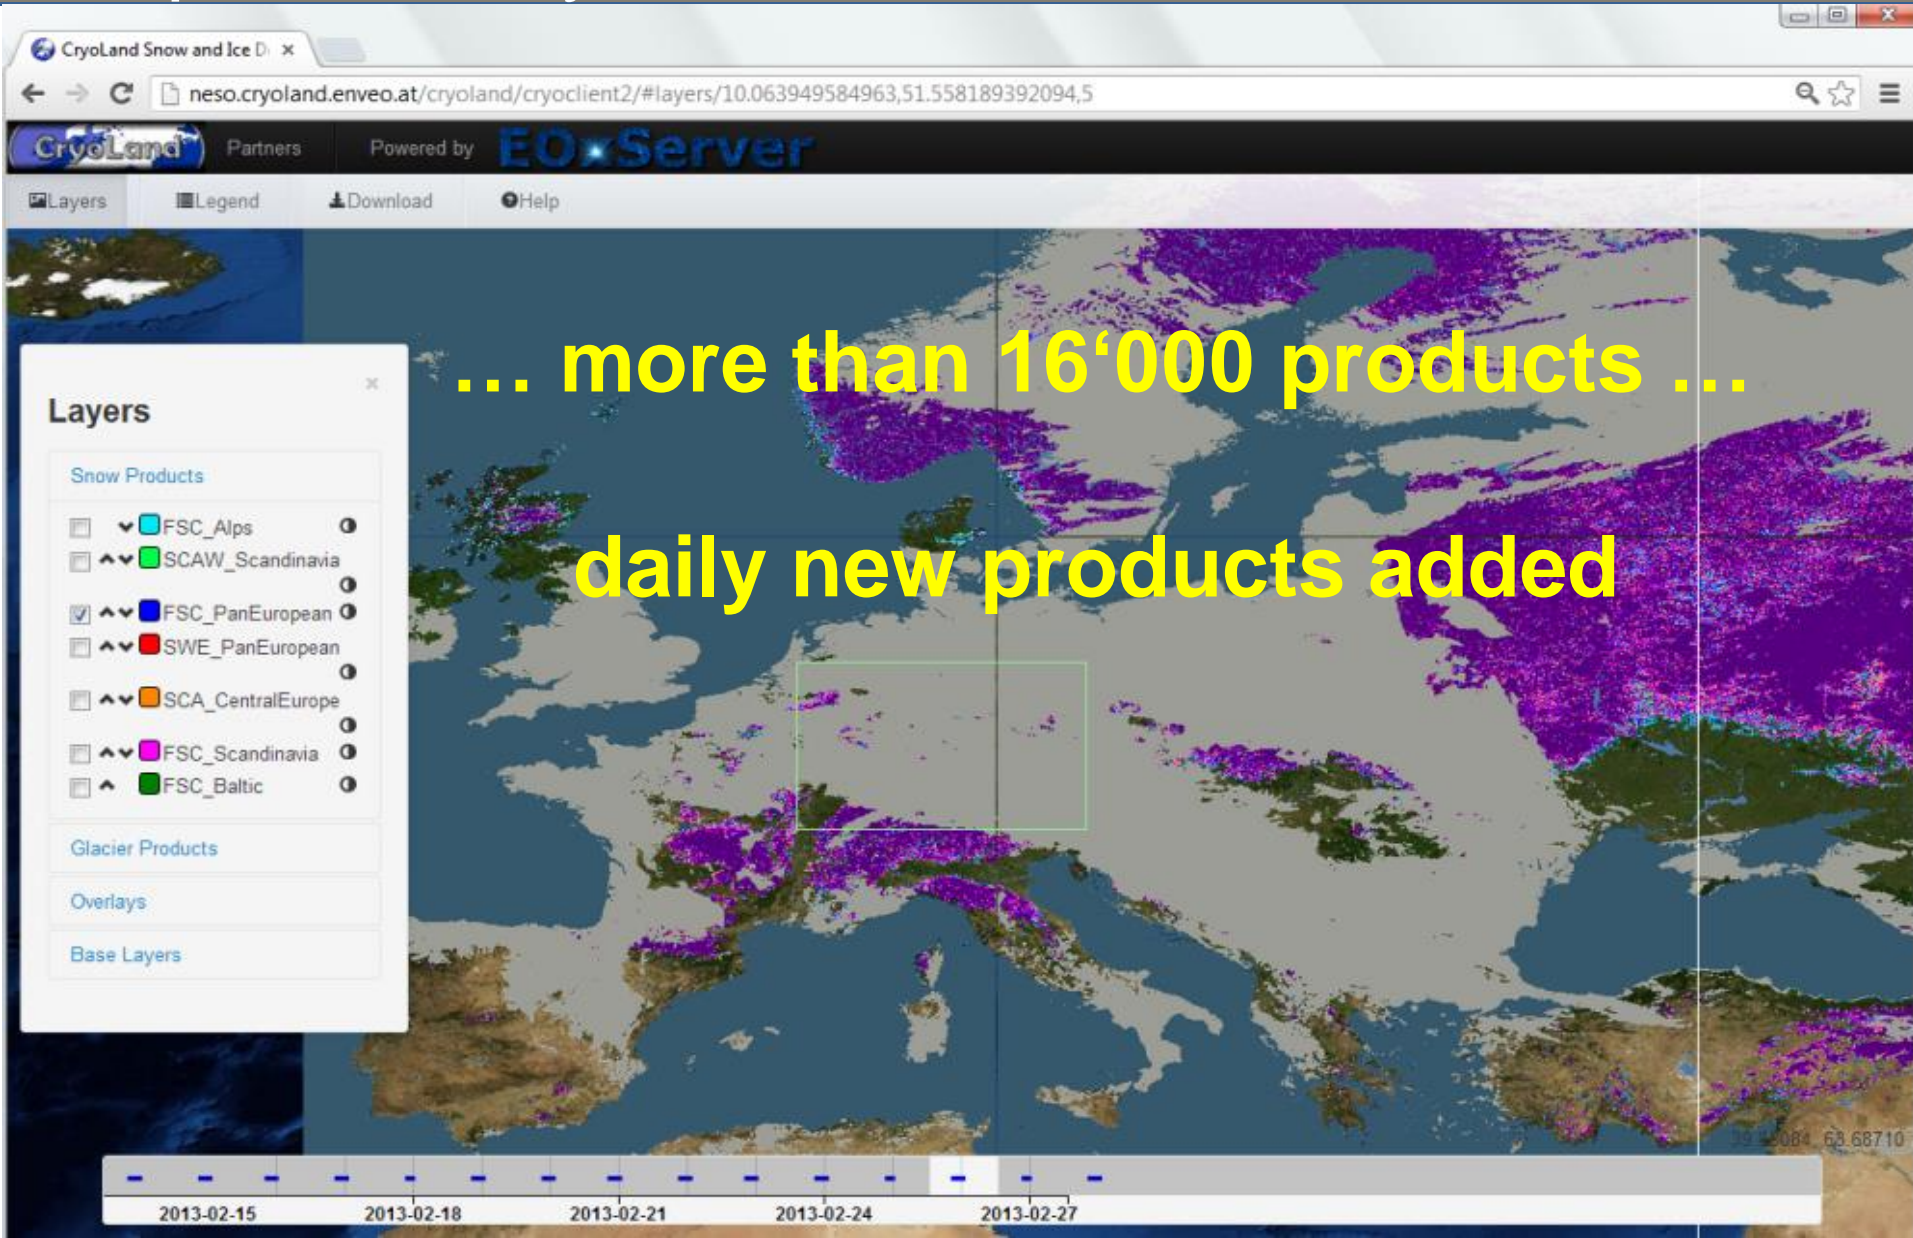 CryoLand Snow and Ice D
neso.cryoland.enveo.at/cryoland/cryoclient2/#layers/10.063949584963,51.558189392094,5
CryoLand Partners Powered by EOxServer
Layers Legend Download Help
… more than 16‘000 products …
daily new products added
Layers
Snow Products
FSC_Alps
SCAW_Scandinavia
FSC_PanEuropean
SWE_PanEuropean
SCA_CentralEurope
FSC_Scandinavia
FSC_Baltic
Glacier Products
Overlays
Base Layers
63.68710
2013-02-15 2013-02-18 2013-02-21 2013-02-24 2013-02-27